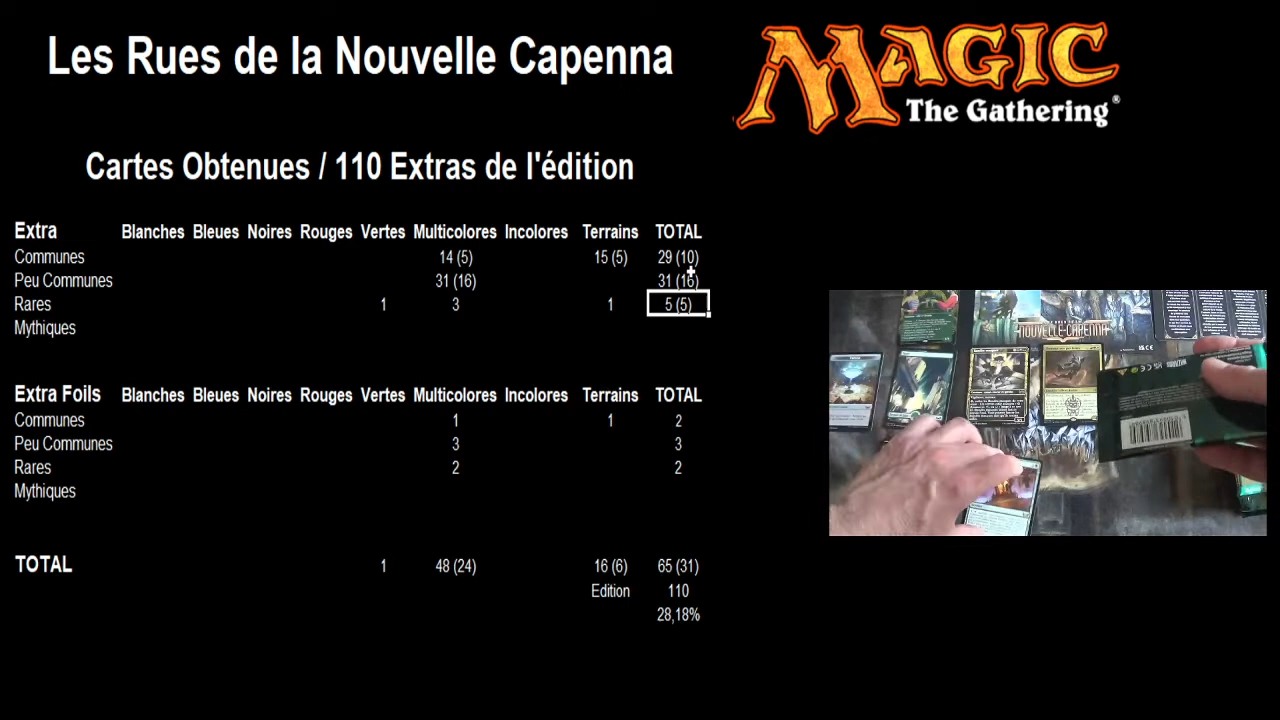 Les Rues de la Nouvelle Capenna
MAGIC
The Gathering®
Cartes Obtenues / 110 Extras de l'édition
Extra Blanches Bleues Noires Rouges Vertes Multicolores Incolores Terrains TOTAL
Communes 14 (5) 15 (5) 29 (10)
Peu Communes 31 (16) 31 (16)
Rares 1 3 1 5 (5)
Mythiques
Extra Foils Blanches Bleues Noires Rouges Vertes Multicolores Incolores Terrains TOTAL
Communes 1 1 2
Peu Communes 3 3
Rares 2 2
Mythiques
TOTAL 1 48 (24) 16 (6) 65 (31)
Edition 110
28,18%
NOUVELLE-CAPENNA